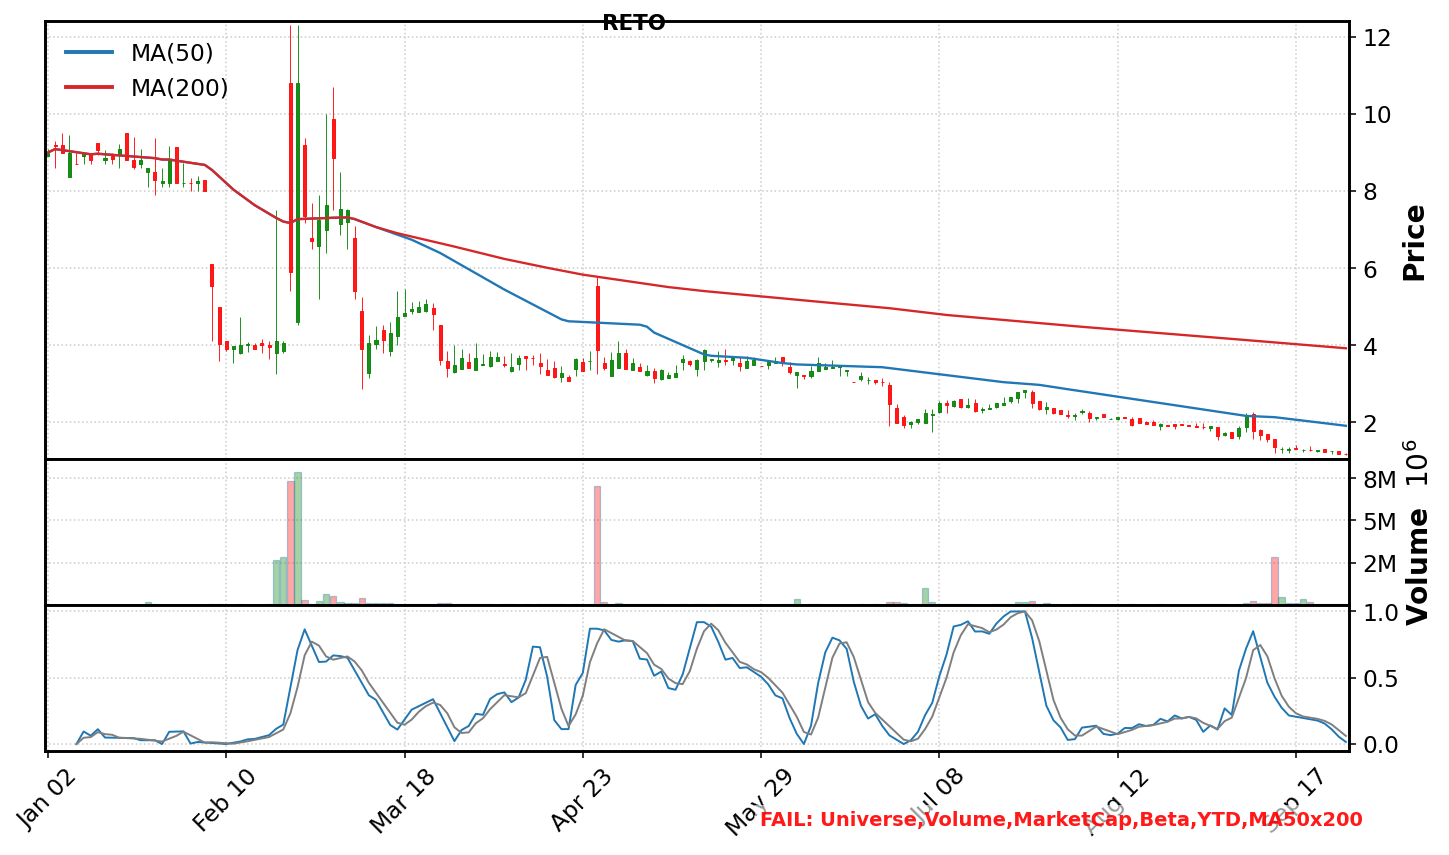 RETO
MA(50)
MA(200)
12
10
8
6
4
2
Price
8M
5M
2M
Volume 10^6
1.0
0.5
0.0
Jan 02
Feb 10
Mar 18
Apr 23
May 29
Jul 08
Aug 12
Sep 17
FAIL: Universe,Volume,MarketCap,Beta,YTD,MA50x200